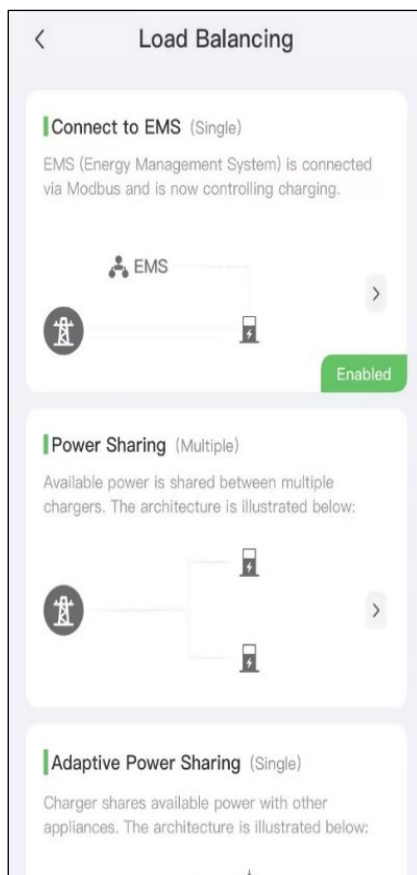 Load Balancing
Connect to EMS (Single)
EMS (Energy Management System) is connected
via Modbus and is now controlling charging.
EMS
Enabled
Power Sharing (Multiple)
Available power is shared between multiple
chargers. The architecture is illustrated below:
Adaptive Power Sharing (Single)
Charger shares available power with other
appliances. The architecture is illustrated below: